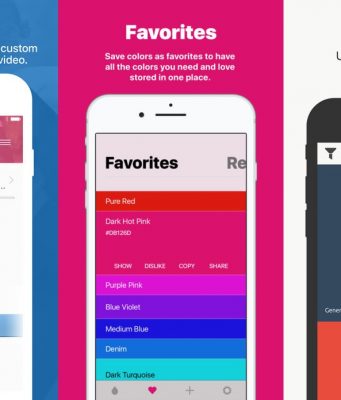 custom
video.
Favorites
Save colors as favorites to have
all the colors you need and love
stored in one place.
Favorites
Re
Pure Red
Dark Hot Pink
#DB126D
SHOW DISLIKE COPY SHARE
Purple Pink
Blue Violet
Medium Blue
Denim
Dark Turquoise
U
Gener